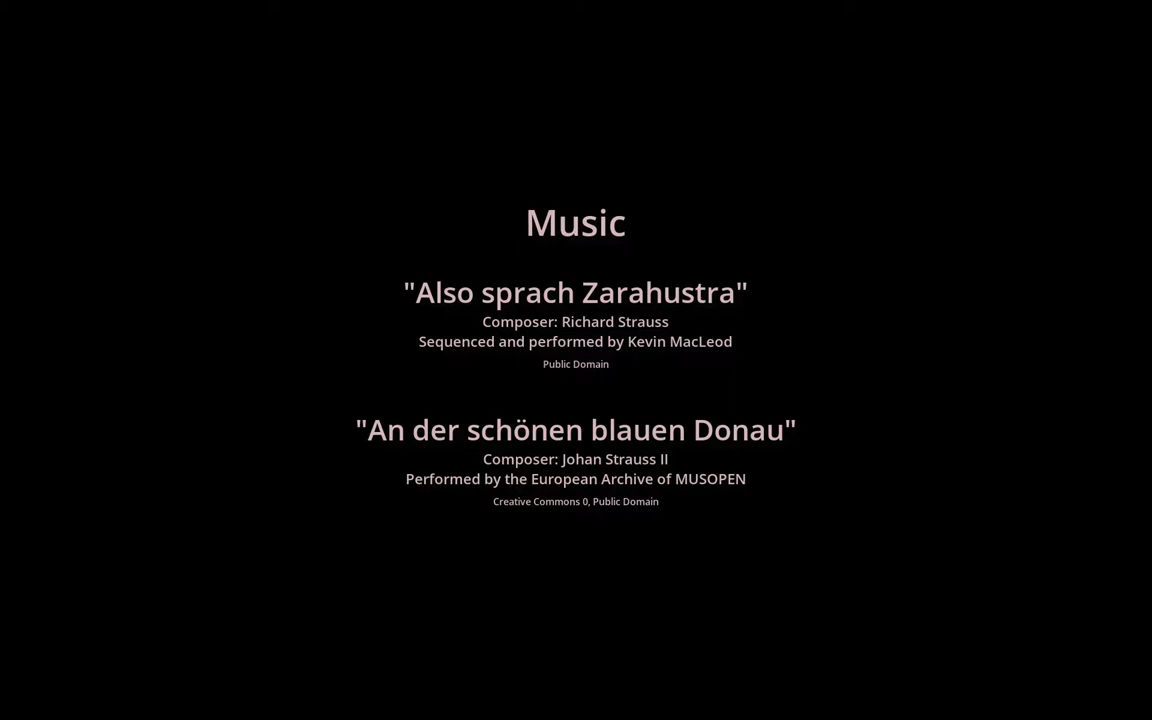 Music
"Also sprach Zarahustra"
Composer: Richard Strauss
Sequenced and performed by Kevin MacLeod
Public Domain
"An der schönen blauen Donau"
Composer: Johan Strauss II
Performed by the European Archive of MUSOPEN
Creative Commons 0, Public Domain